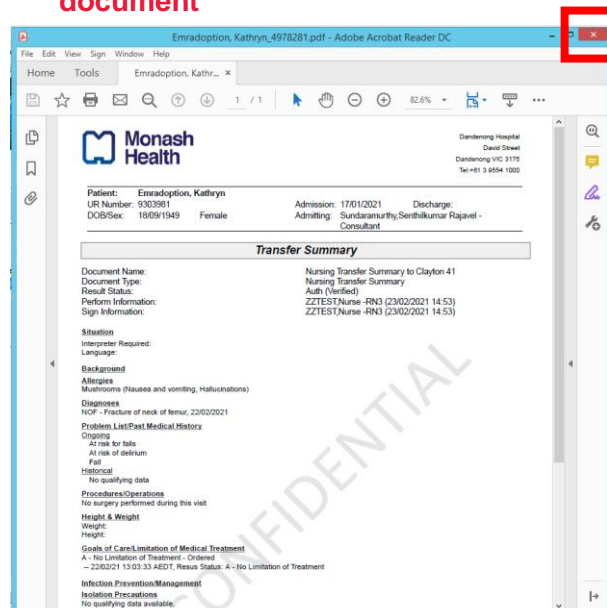 document
Emradoption, Kathryn_4978281.pdf - Adobe Acrobat Reader DC
File Edit View Sign Window Help
Home Tools Emradoption, Kathr... ×
1 / 1 82.6% ...
Monash Health
Dandenong Hospital
David Street
Dandenong VIC 3175
Tel:+61 3 9554 1000
Patient: Emradoption, Kathryn
UR Number: 9303981 Admission: 17/01/2021 Discharge:
DOB/Sex: 18/09/1949 Female Admitting: Sundaramurthy,Senthilkumar Rajavel - Consultant
Transfer Summary
Document Name: Nursing Transfer Summary to Clayton 41
Document Type: Nursing Transfer Summary
Result Status: Auth (Verified)
Perform Information: ZZTEST,Nurse -RN3 (23/02/2021 14:53)
Sign Information: ZZTEST,Nurse -RN3 (23/02/2021 14:53)
Situation
Interpreter Required:
Language:
Background
Allergies
Mushrooms (Nausea and vomiting, Hallucinations)
Diagnoses
NOF - Fracture of neck of femur, 22/02/2021
Problem List/Past Medical History
Ongoing
At risk for falls
At risk of delirium
Fall
Historical
No qualifying data
Procedures/Operations
No surgery performed during this visit
Height & Weight
Weight:
Height:
Goals of Care/Limitation of Medical Treatment
A - No Limitation of Treatment - Ordered
-- 22/02/21 13:03:33 AEDT, Resus Status: A - No Limitation of Treatment
Infection Prevention/Management
Isolation Precautions
No qualifying data available.
CONFIDENTIAL